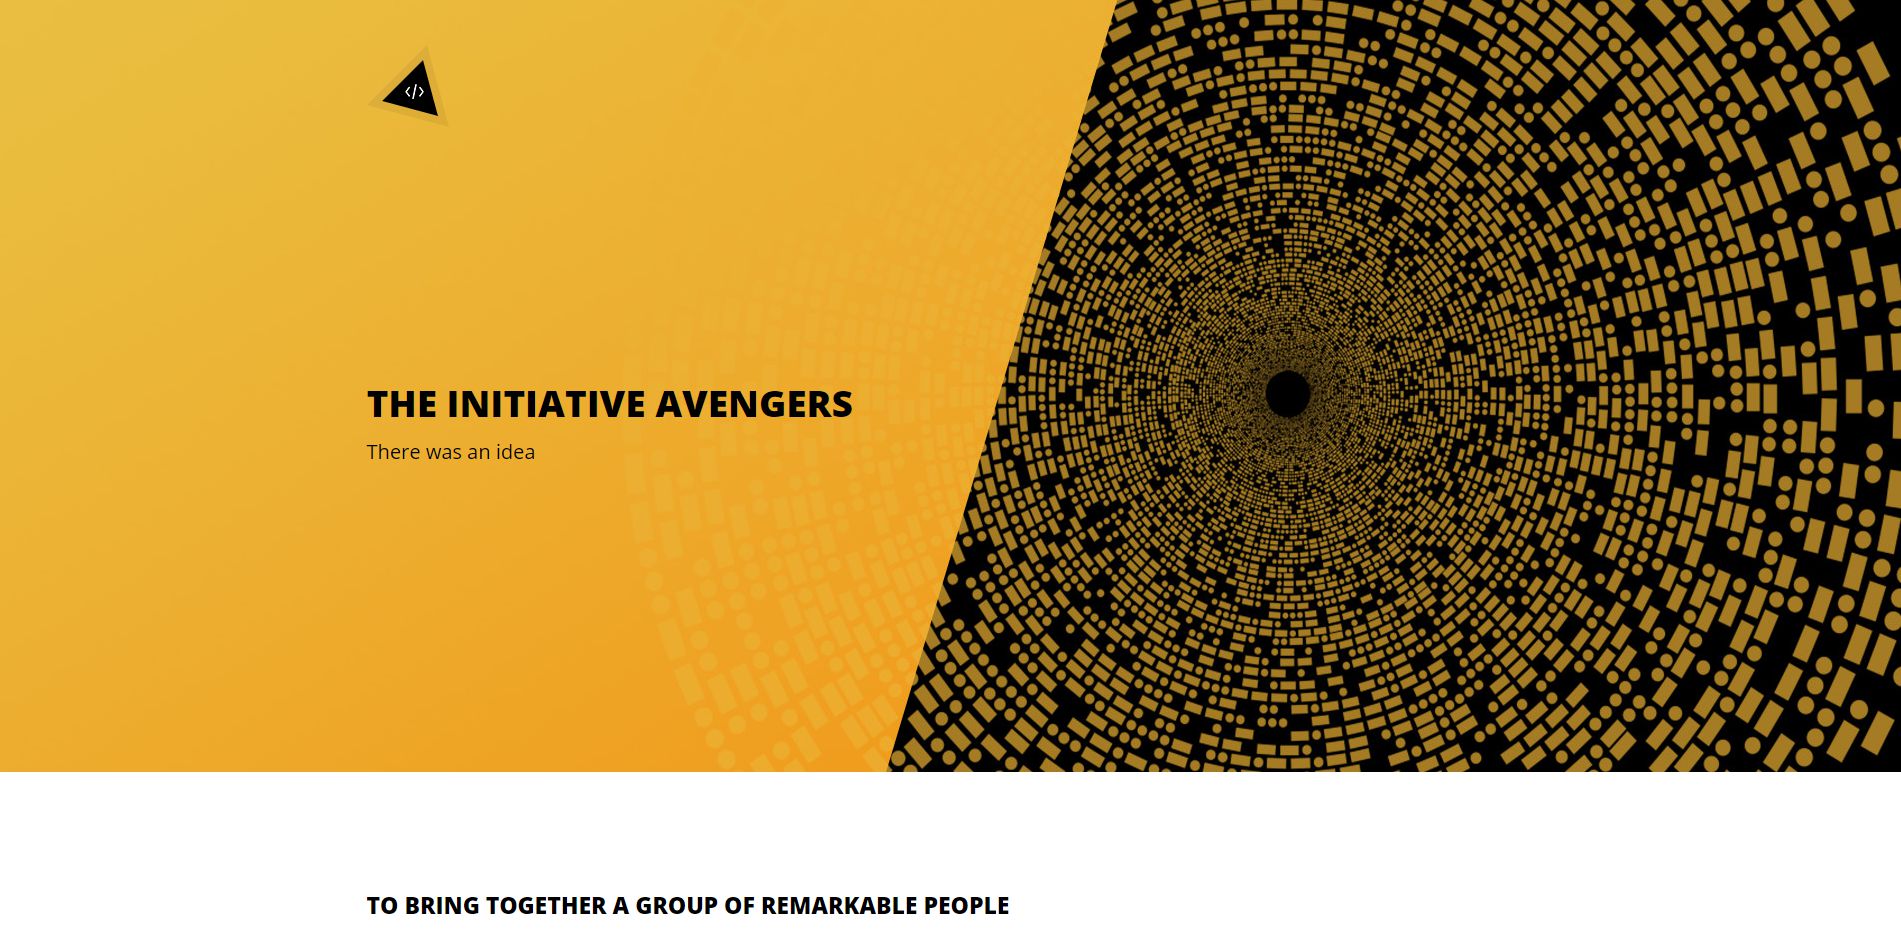 </>
THE INITIATIVE AVENGERS
There was an idea
TO BRING TOGETHER A GROUP OF REMARKABLE PEOPLE